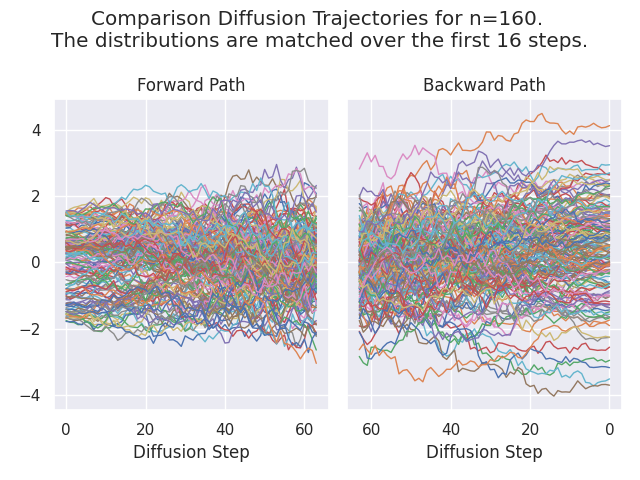 Comparison Diffusion Trajectories for n=160.
The distributions are matched over the first 16 steps.
Forward Path
Backward Path
4
2
0
−2
−4
0 20 40 60
60 40 20 0
Diffusion Step
Diffusion Step